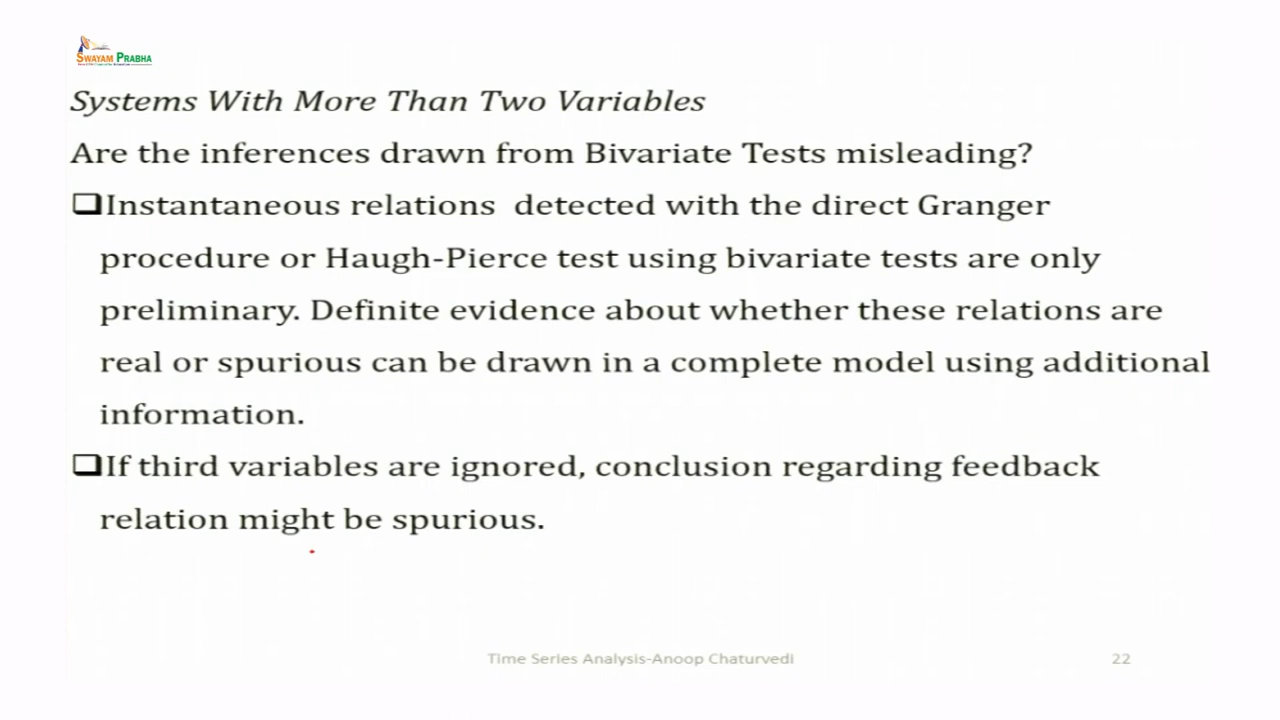 SWAYAM PRABHA
Systems With More Than Two Variables
Are the inferences drawn from Bivariate Tests misleading?
❑Instantaneous relations detected with the direct Granger
procedure or Haugh-Pierce test using bivariate tests are only
preliminary. Definite evidence about whether these relations are
real or spurious can be drawn in a complete model using additional
information.
❑If third variables are ignored, conclusion regarding feedback
relation might be spurious.
Time Series Analysis-Anoop Chaturvedi
22